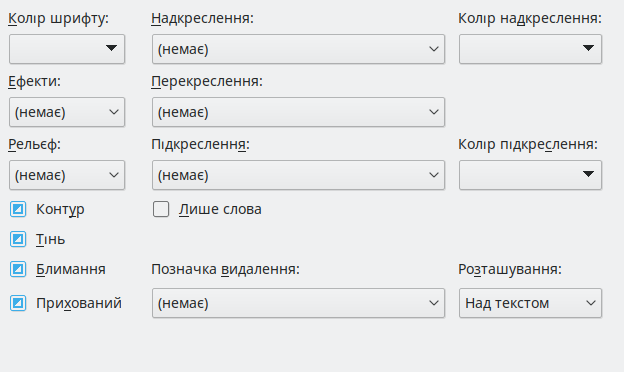 Колір шрифту: Надкреслення: Колір надкреслення:
(немає)
Ефекти: Перекреслення:
(немає) (немає)
Рельєф: Підкреслення: Колір підкреслення:
(немає) (немає)
Контур Лише слова
Тінь
Блимання Позначка видалення: Розташування:
Прихований (немає) Над текстом